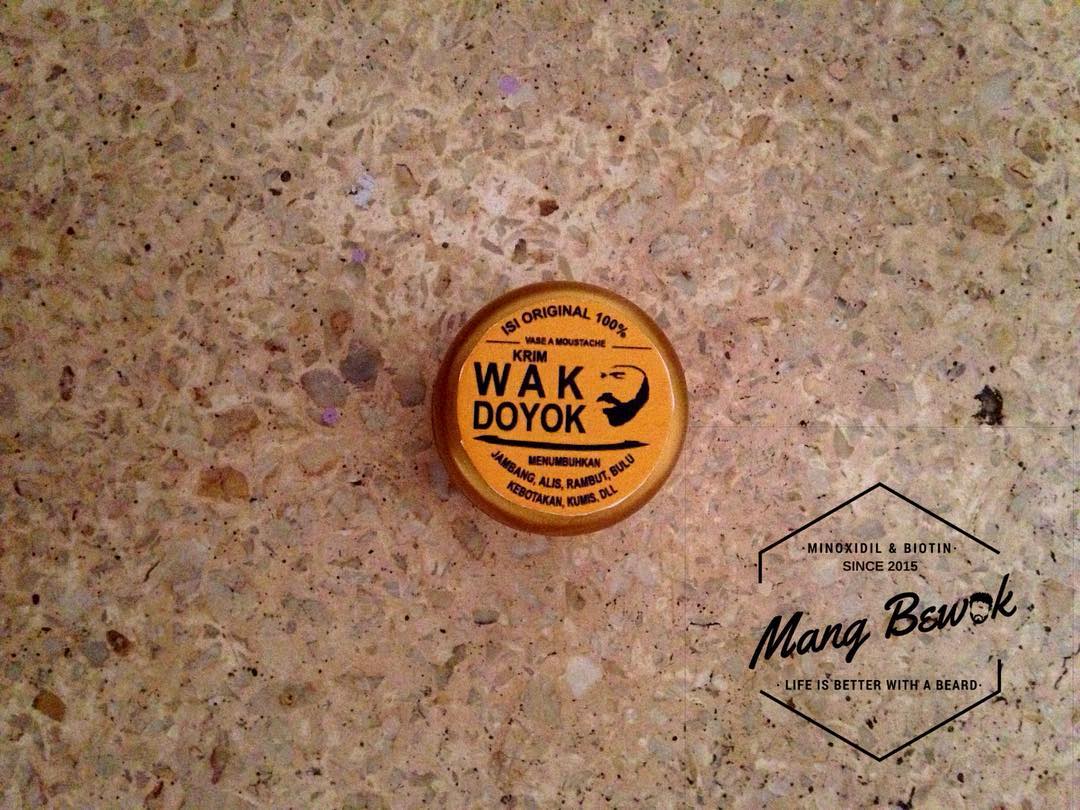 ISI ORIGINAL 100%
VASE A MOUSTACHE
KRIM
WAK
DOYOK
MENUMBUHKAN
JAMBANG, ALIS, RAMBUT, BULU
KEBOTAKAN, KUMIS, DLL
·MINOXIDIL & BIOTIN·
SINCE 2015
Mang Bewok
· LIFE IS BETTER WITH A BEARD·